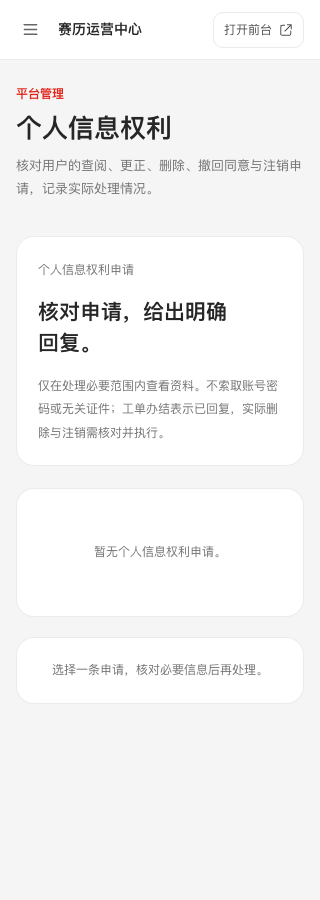 赛历运营中心
打开前台
平台管理
个人信息权利
核对用户的查阅、更正、删除、撤回同意与注销申
请，记录实际处理情况。
个人信息权利申请
核对申请，给出明确
回复。
仅在处理必要范围内查看资料。不索取账号密
码或无关证件；工单办结表示已回复，实际删
除与注销需核对并执行。
暂无个人信息权利申请。
选择一条申请，核对必要信息后再处理。